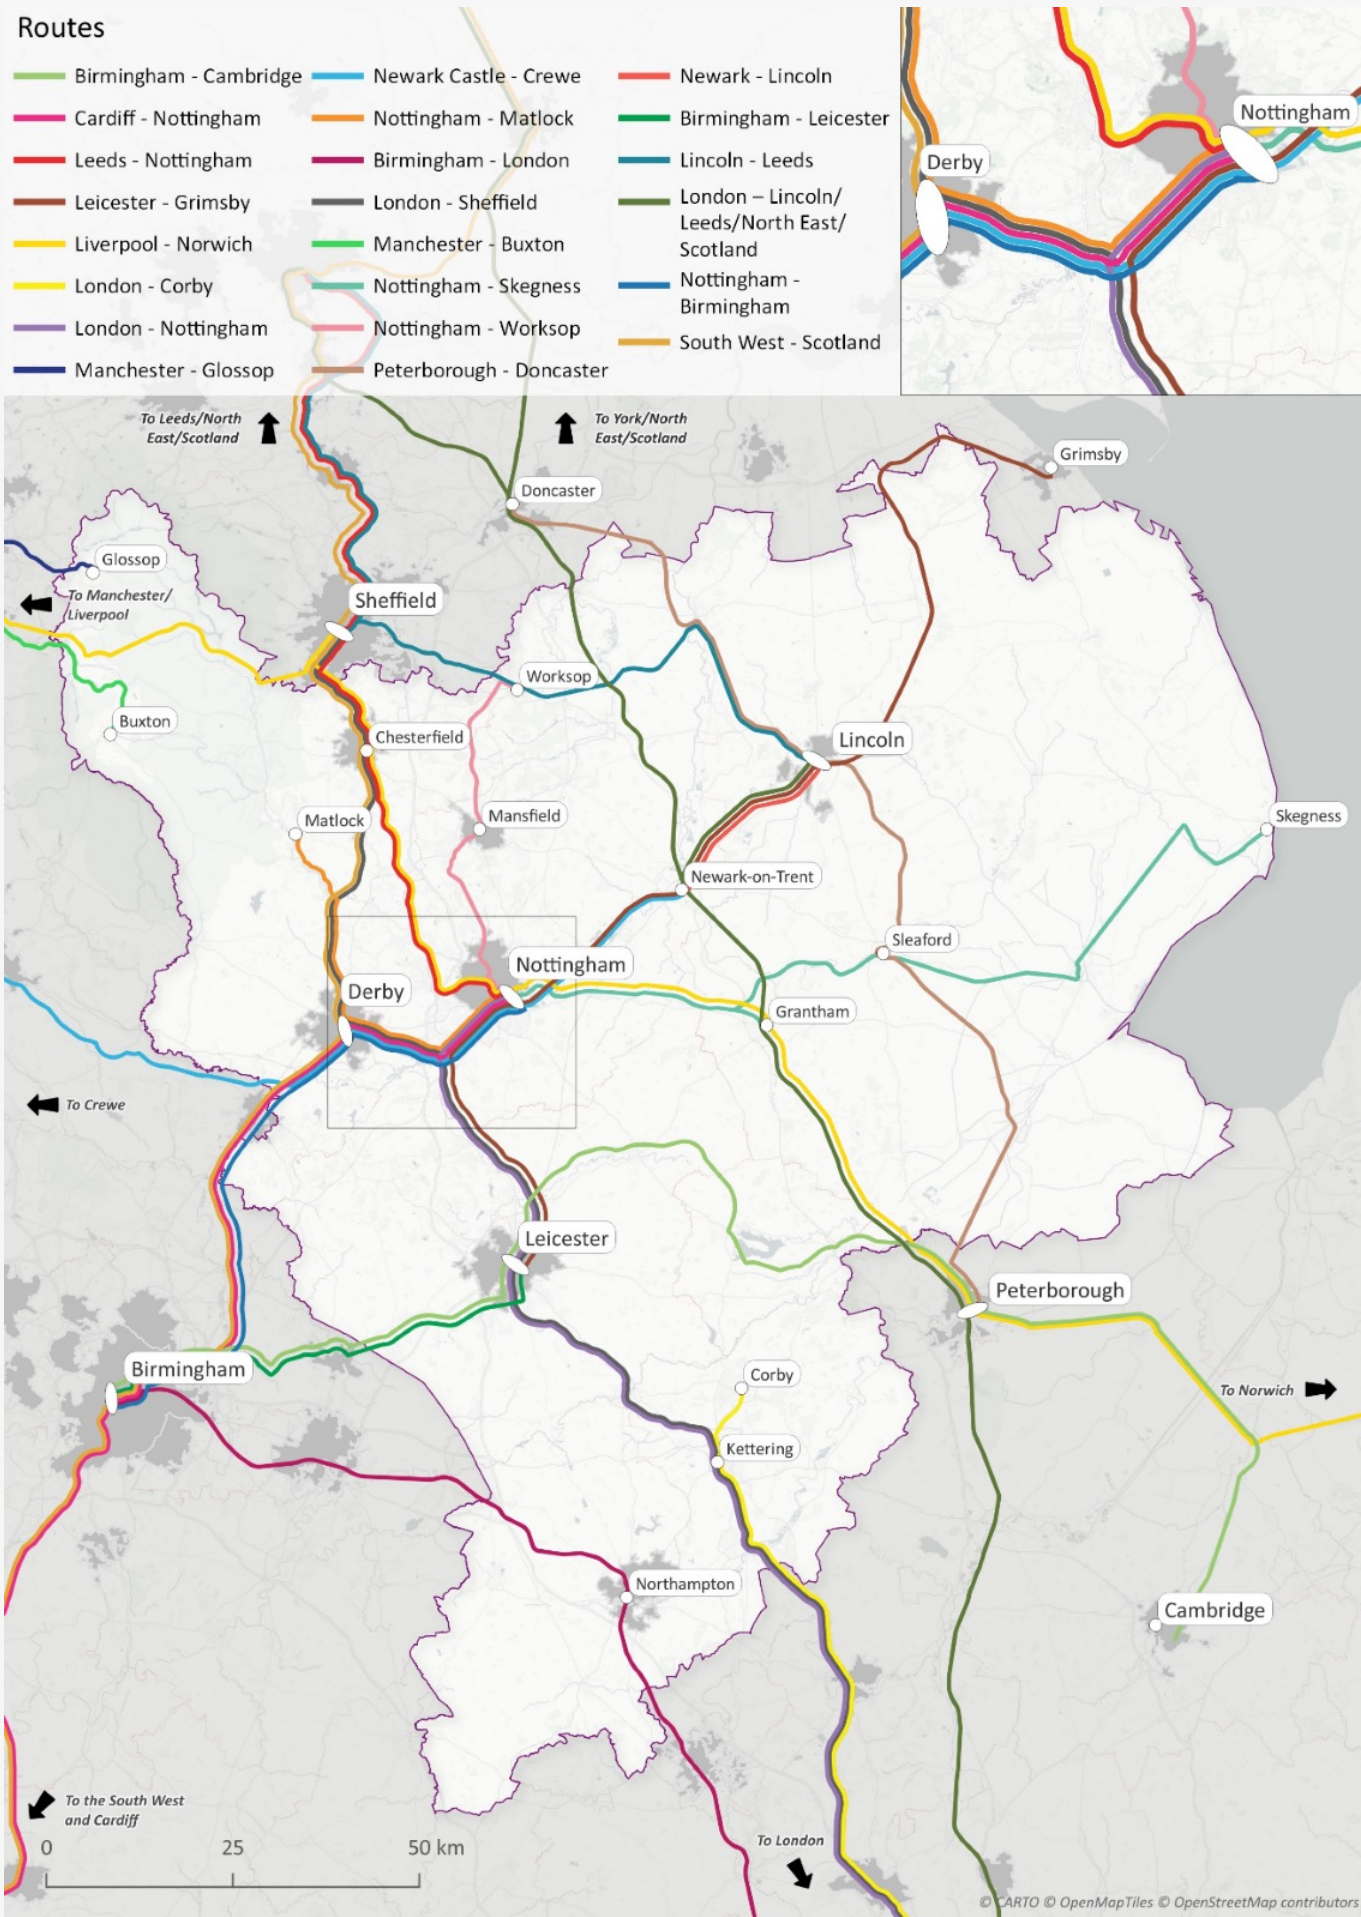 Routes
Birmingham - Cambridge
Cardiff - Nottingham
Leeds - Nottingham
Leicester - Grimsby
Liverpool - Norwich
London - Corby
London - Nottingham
Manchester - Glossop
Newark Castle - Crewe
Nottingham - Matlock
Birmingham - London
London - Sheffield
Manchester - Buxton
Nottingham - Skegness
Nottingham - Worksop
Peterborough - Doncaster
Newark - Lincoln
Birmingham - Leicester
Lincoln - Leeds
London – Lincoln/
Leeds/North East/
Scotland
Nottingham -
Birmingham
South West - Scotland
Nottingham
Derby
To Leeds/North
East/Scotland
To York/North
East/Scotland
Grimsby
Doncaster
Glossop
To Manchester/
Liverpool
Sheffield
Worksop
Buxton
Chesterfield
Lincoln
Matlock
Mansfield
Skegness
Newark-on-Trent
Sleaford
Nottingham
Derby
Grantham
To Crewe
Leicester
Peterborough
Birmingham
Corby
To Norwich
Kettering
Northampton
Cambridge
To the South West
and Cardiff
To London
0 25 50 km
© CARTO © OpenMapTiles © OpenStreetMap contributors